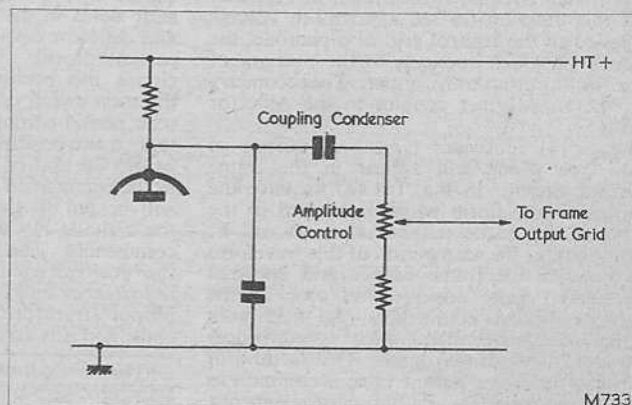 HT +
Coupling Condenser
Amplitude
Control
To Frame
Output Grid
M733